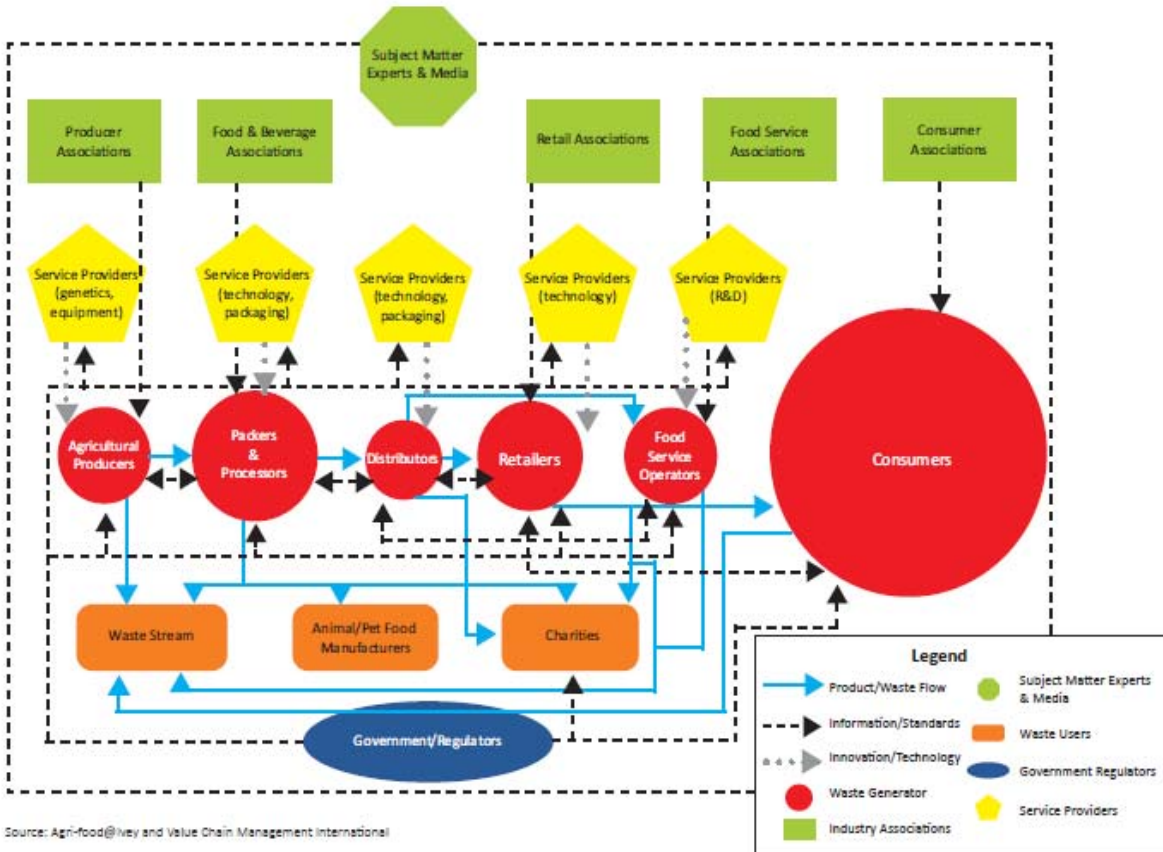 Subject Matter
Experts & Media
Producer
Associations
Food & Beverage
Associations
Retail Associations
Food Service
Associations
Consumer
Associations
Service Providers
(genetics,
equipment)
Service Providers
(technology,
packaging)
Service Providers
(technology,
packaging)
Service Providers
(technology)
Service Providers
(R&D)
Agricultural
Producers
Packers
&
Processors
Distributors
Retailers
Food
Service
Operators
Consumers
Waste Stream
Animal/Pet Food
Manufacturers
Charities
Government/Regulators
Legend
Product/Waste Flow
Information/Standards
Innovation/Technology
Waste Generator
Industry Associations
Subject Matter Experts
& Media
Waste Users
Government Regulators
Service Providers
Source: Agri-food@Ivey and Value Chain Management International